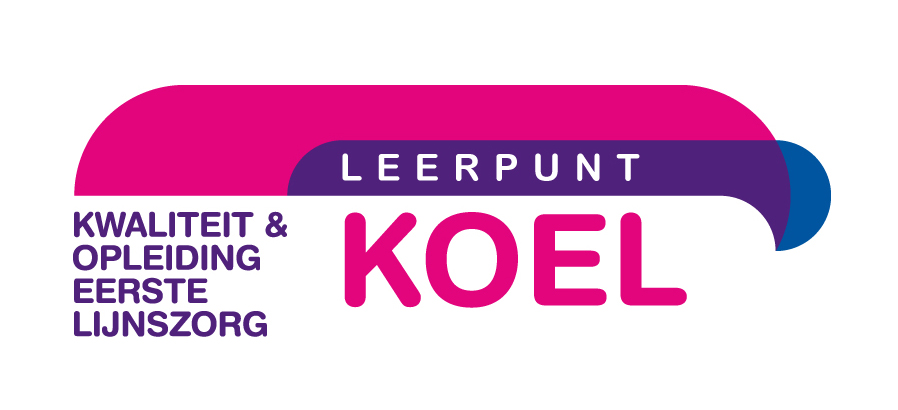 LEERPUNT
KOEL
KWALITEIT &
OPLEIDING
EERSTE
LIJNSZORG